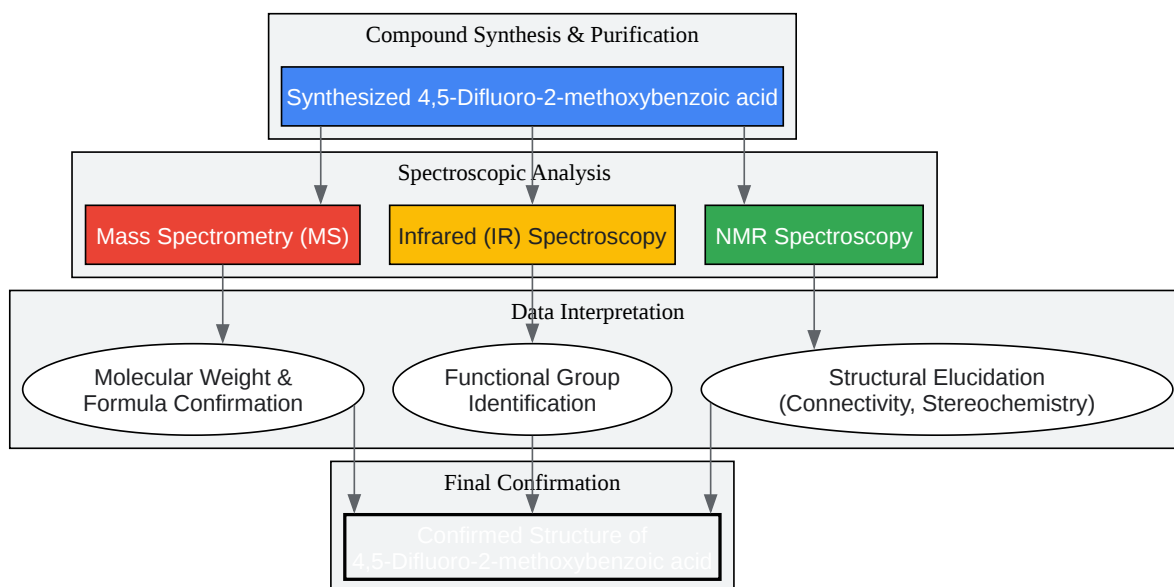 Compound Synthesis & Purification
Synthesized 4,5-Difluoro-2-methoxybenzoic acid
Spectroscopic Analysis
Mass Spectrometry (MS)
Infrared (IR) Spectroscopy
NMR Spectroscopy
Data Interpretation
Molecular Weight &
Formula Confirmation
Functional Group
Identification
Structural Elucidation
(Connectivity, Stereochemistry)
Final Confirmation
Confirmed Structure of
4,5-Difluoro-2-methoxybenzoic acid